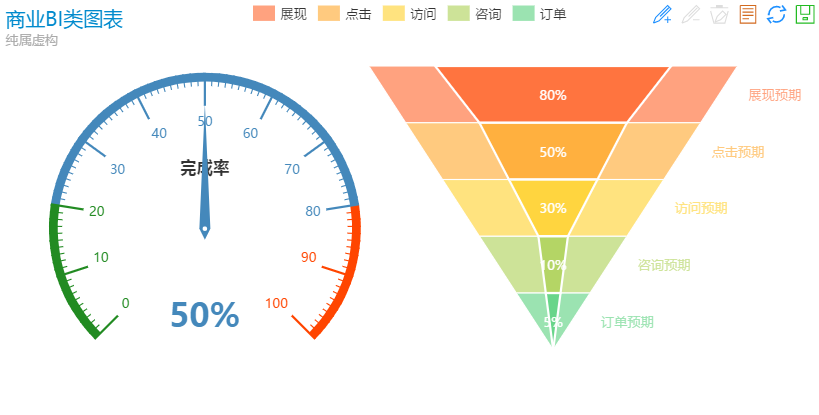 商业BI类图表
纯属虚构
展现 点击 访问 咨询 订单
0
10
20
30
40
50
60
70
80
90
100
完成率
50%
80%
展现预期
50%
点击预期
30%
访问预期
10%
咨询预期
5%
订单预期